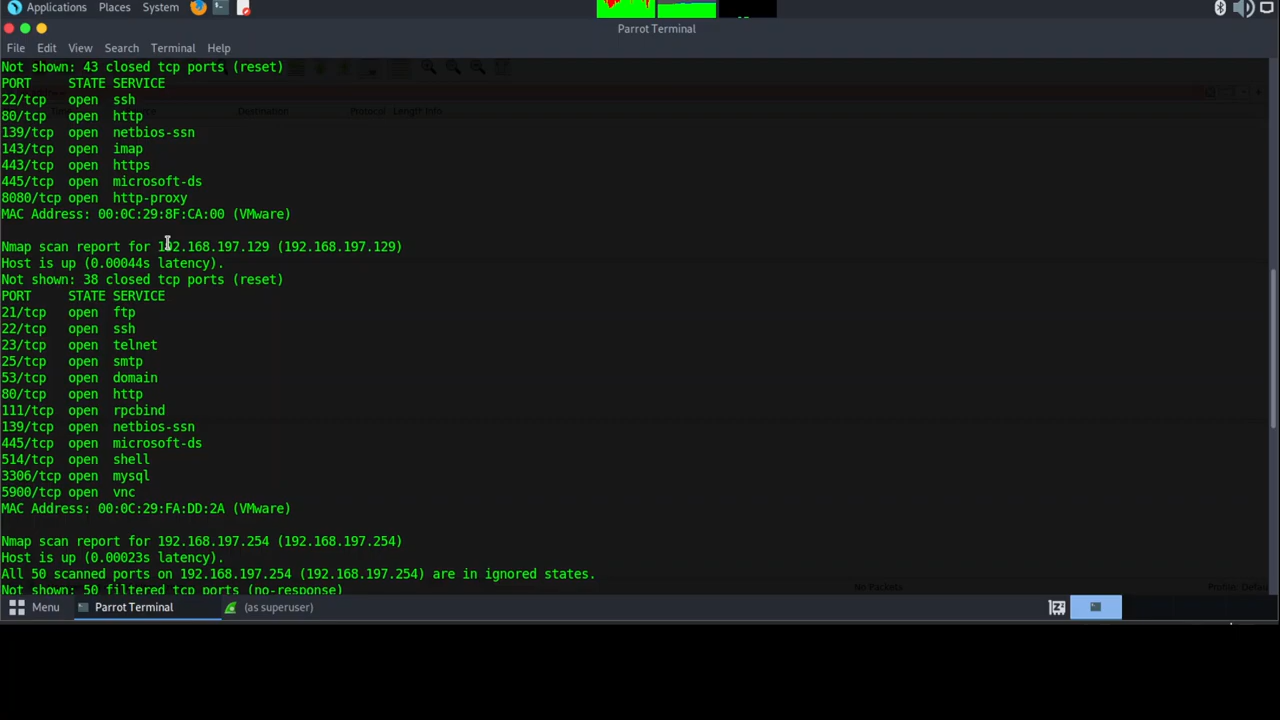 Applications Places System
Parrot Terminal
File Edit View Search Terminal Help
Not shown: 43 closed tcp ports (reset)
PORT STATE SERVICE
22/tcp open ssh
80/tcp open http
139/tcp open netbios-ssn
143/tcp open imap
443/tcp open https
445/tcp open microsoft-ds
8080/tcp open http-proxy
MAC Address: 00:0C:29:8F:CA:00 (VMware)
Nmap scan report for 192.168.197.129 (192.168.197.129)
Host is up (0.00044s latency).
Not shown: 38 closed tcp ports (reset)
PORT STATE SERVICE
21/tcp open ftp
22/tcp open ssh
23/tcp open telnet
25/tcp open smtp
53/tcp open domain
80/tcp open http
111/tcp open rpcbind
139/tcp open netbios-ssn
445/tcp open microsoft-ds
514/tcp open shell
3306/tcp open mysql
5900/tcp open vnc
MAC Address: 00:0C:29:FA:DD:2A (VMware)
Nmap scan report for 192.168.197.254 (192.168.197.254)
Host is up (0.00023s latency).
All 50 scanned ports on 192.168.197.254 (192.168.197.254) are in ignored states.
Not shown: 50 filtered tcp ports (no-response)
Destination Protocol Length Info
No Packets
Menu Parrot Terminal (as superuser)